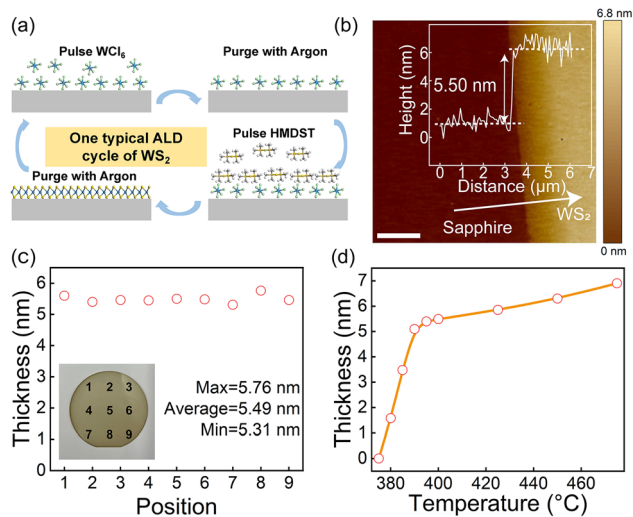 (a)
Pulse WCl₆
Purge with Argon
One typical ALD
cycle of WS₂
Pulse HMDST
Purge with Argon
(b)
6.8 nm
0 nm
Height (nm)
8
6
4
2
0
5.50 nm
0 1 2 3 4 5 6 7
Distance (μm)
Sapphire
WS₂
(c)
Thickness (nm)
6
5
4
3
2
1
0
1 2 3
4 5 6
7 8 9
Max=5.76 nm
Average=5.49 nm
Min=5.31 nm
1 2 3 4 5 6 7 8 9
Position
(d)
Thickness (nm)
7
6
5
4
3
2
1
0
380 400 420 440 460
Temperature (°C)